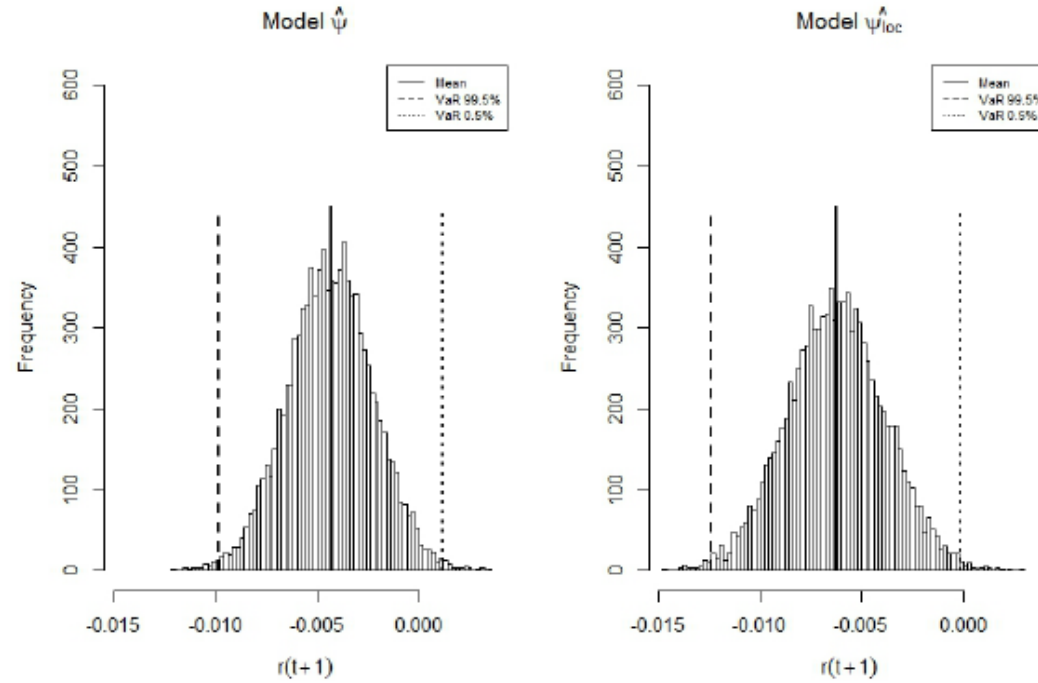 Model ψ̂
Mean
VaR 99.5%
VaR 0.5%
600
500
400
300
200
100
0
Frequency
-0.015 -0.010 -0.005 0.000
r(t+1)
Model ψ̂loc
Mean
VaR 99.5%
VaR 0.5%
600
500
400
300
200
100
0
Frequency
-0.015 -0.010 -0.005 0.000
r(t+1)